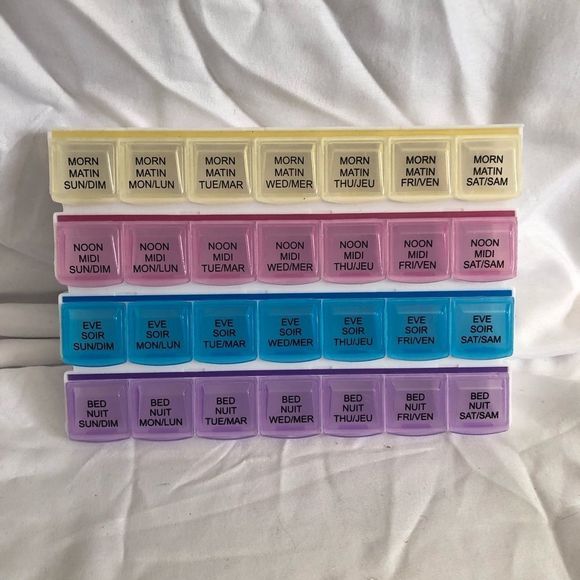 MORN MORN MORN MORN MORN MORN MORN
MATIN MATIN MATIN MATIN MATIN MATIN MATIN
SUN/DIM MON/LUN TUE/MAR WED/MER THU/JEU FRI/VEN SAT/SAM
NOON NOON NOON NOON NOON NOON NOON
MIDI MIDI MIDI MIDI MIDI MIDI MIDI
SUN/DIM MON/LUN TUE/MAR WED/MER THU/JEU FRI/VEN SAT/SAM
EVE EVE EVE EVE EVE EVE EVE
SOIR SOIR SOIR SOIR SOIR SOIR SOIR
SUN/DIM MON/LUN TUE/MAR WED/MER THU/JEU FRI/VEN SAT/SAM
BED BED BED BED BED BED BED
NUIT NUIT NUIT NUIT NUIT NUIT NUIT
SUN/DIM MON/LUN TUE/MAR WED/MER THU/JEU FRI/VEN SAT/SAM